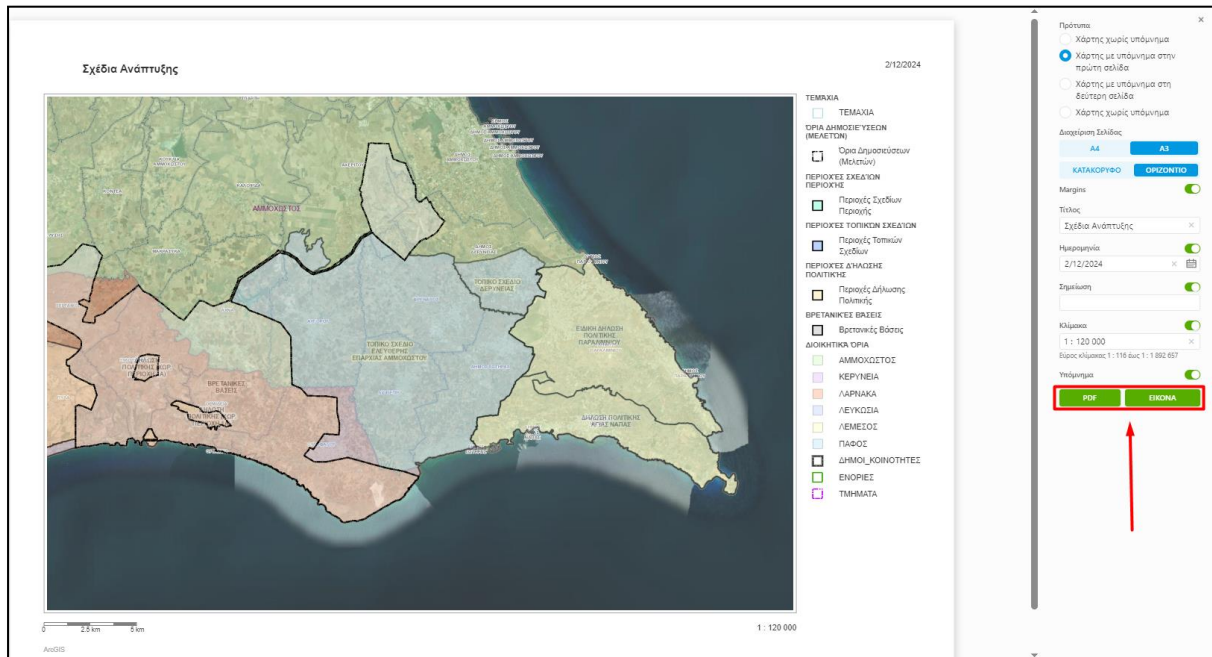 Σχέδια Ανάπτυξης
2/12/2024
ΑΜΜΟΧΩΣΤΟΣ
ΤΟΠΙΚΟ ΣΧΕΔΙΟ
ΔΕΡΥΝΕΙΑΣ
ΕΙΔΙΚΗ ΔΗΛΩΣΗ
ΠΟΛΙΤΙΚΗΣ
ΠΑΡΑΛΙΜΝΙΟΥ
ΤΟΠΙΚΟ ΣΧΕΔΙΟ
ΕΛΕΥΘΕΡΗΣ
ΕΠΑΡΧΙΑΣ ΑΜΜΟΧΩΣΤΟΥ
ΒΡΕΤΑΝΙΚΕΣ
ΒΑΣΕΙΣ
ΔΗΛΩΣΗ ΠΟΛΙΤΙΚΗΣ
ΑΓΙΑΣ ΝΑΠΑΣ
0 2.5 km 5 km
1 : 120 000
ArcGIS
ΤΕΜΆΧΙΑ
ΤΕΜΑΧΙΑ
ΌΡΙΑ ΔΗΜΟΣΙΕΎΣΕΩΝ
(ΜΕΛΕΤΏΝ)
Όρια Δημοσιεύσεων
(Μελετών)
ΠΕΡΙΟΧΈΣ ΣΧΕΔΊΩΝ
ΠΕΡΙΟΧΉΣ
Περιοχές Σχεδίων
Περιοχής
ΠΕΡΙΟΧΈΣ ΤΟΠΙΚΏΝ ΣΧΕΔΊΩΝ
Περιοχές Τοπικών
Σχεδίων
ΠΕΡΙΟΧΈΣ ΔΉΛΩΣΗΣ
ΠΟΛΙΤΙΚΉΣ
Περιοχές Δήλωσης
Πολιτικής
ΒΡΕΤΑΝΙΚΈΣ ΒΆΣΕΙΣ
Βρετανικές Βάσεις
ΔΙΟΙΚΗΤΙΚΆ ΌΡΙΑ
ΑΜΜΟΧΩΣΤΟΣ
ΚΕΡΥΝΕΙΑ
ΛΑΡΝΑΚΑ
ΛΕΥΚΩΣΙΑ
ΛΕΜΕΣΟΣ
ΠΑΦΟΣ
ΔΗΜΟΙ_ΚΟΙΝΟΤΗΤΕΣ
ΕΝΟΡΙΕΣ
ΤΜΗΜΑΤΑ
Πρότυπα
Χάρτης χωρίς υπόμνημα
Χάρτης με υπόμνημα στην
πρώτη σελίδα
Χάρτης με υπόμνημα στη
δεύτερη σελίδα
Χάρτης χωρίς υπόμνημα
Διαχείριση Σελίδας
A4 A3
ΚΑΤΑΚΟΡΥΦΟ ΟΡΙΖΟΝΤΙΟ
Margins
Τίτλος
Σχέδια Ανάπτυξης
Ημερομηνία
2/12/2024
Σημείωση
Κλίμακα
1 : 120 000
Εύρος κλίμακας 1 : 116 έως 1 : 1 892 657
Υπόμνημα
PDF ΕΙΚΟΝΑ